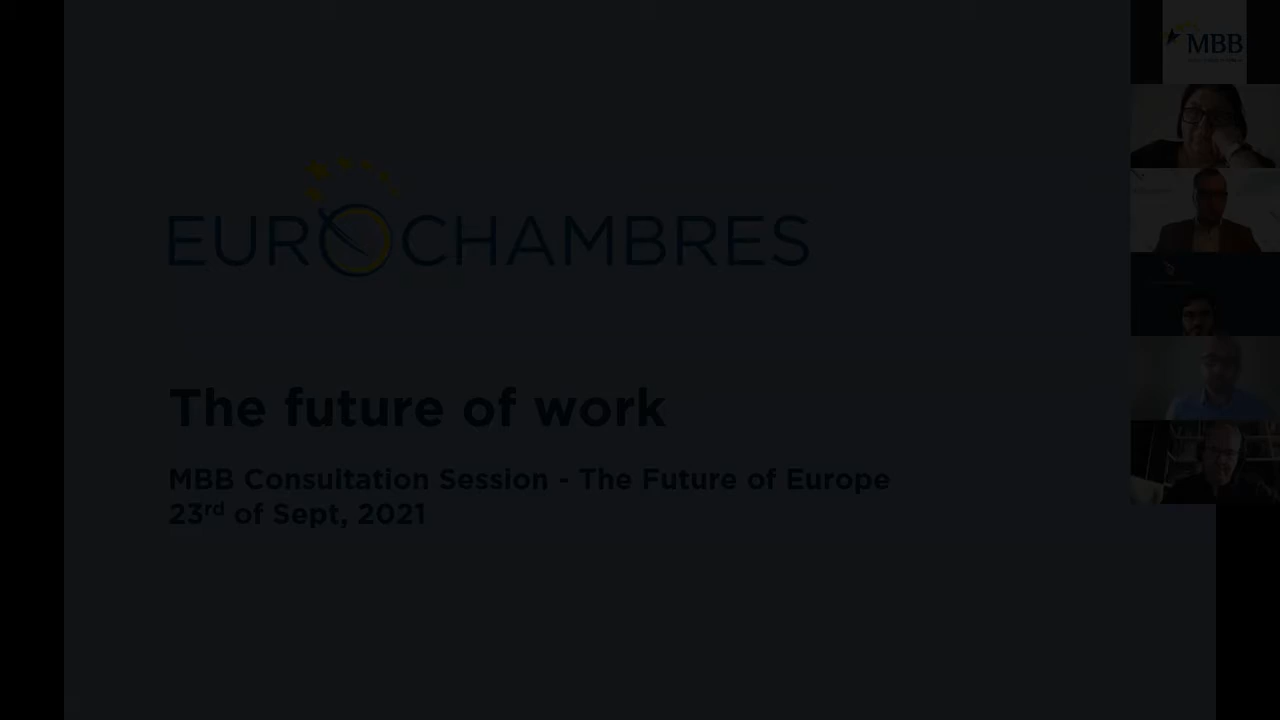 MBB
EUROCHAMBRES
The future of work
MBB Consultation Session - The Future of Europe
23rd of Sept, 2021